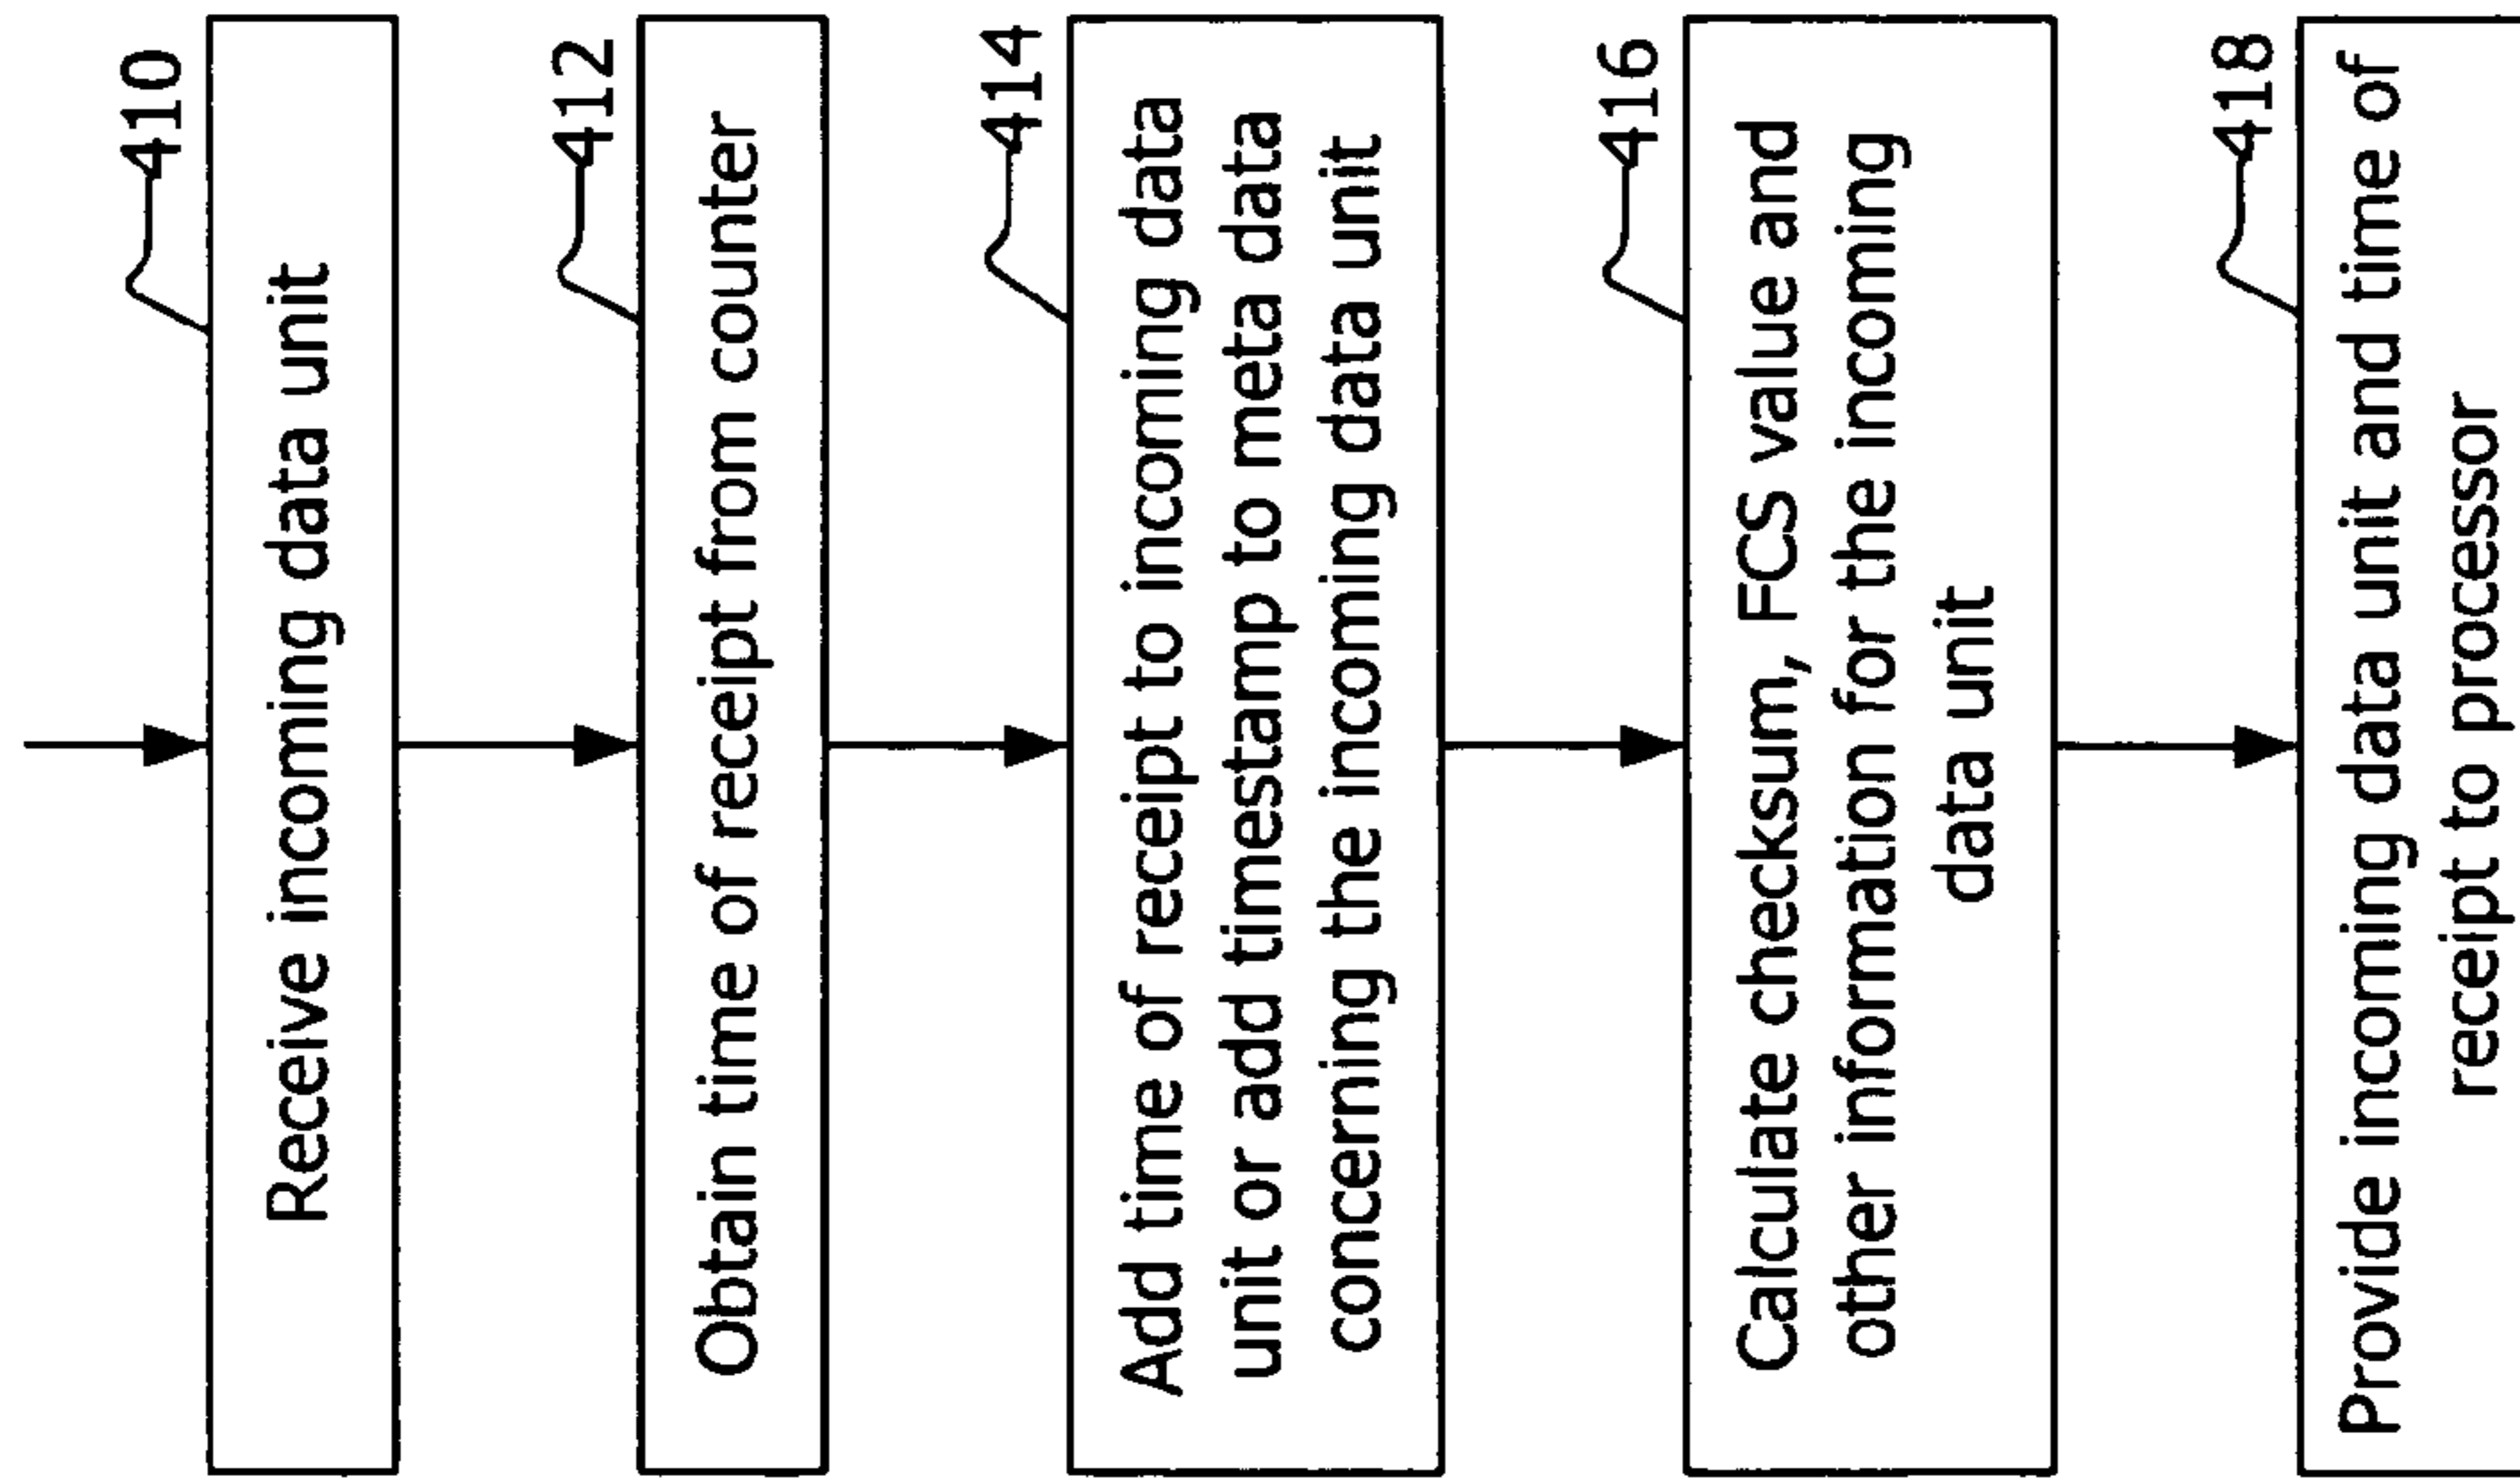 410
Receive incoming data unit
412
Obtain time of receipt from counter
414
Add time of receipt to incoming data
unit or add timestamp to meta data
concerning the incoming data unit
416
Calculate checksum, FCS value and
other information for the incoming
data unit
418
Provide incoming data unit and time of
receipt to processor